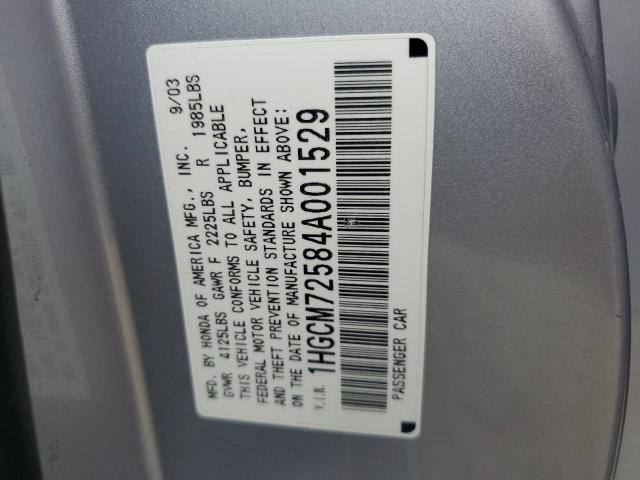 MFD. BY HONDA OF AMERICA MFG., INC. 9/03
GVWR 4125LBS GAWR F 2225LBS R 1985LBS
THIS VEHICLE CONFORMS TO ALL APPLICABLE
FEDERAL MOTOR VEHICLE SAFETY, BUMPER,
AND THEFT PREVENTION STANDARDS IN EFFECT
ON THE DATE OF MANUFACTURE SHOWN ABOVE:
V.I.N. 1HGCM72584A001529
PASSENGER CAR